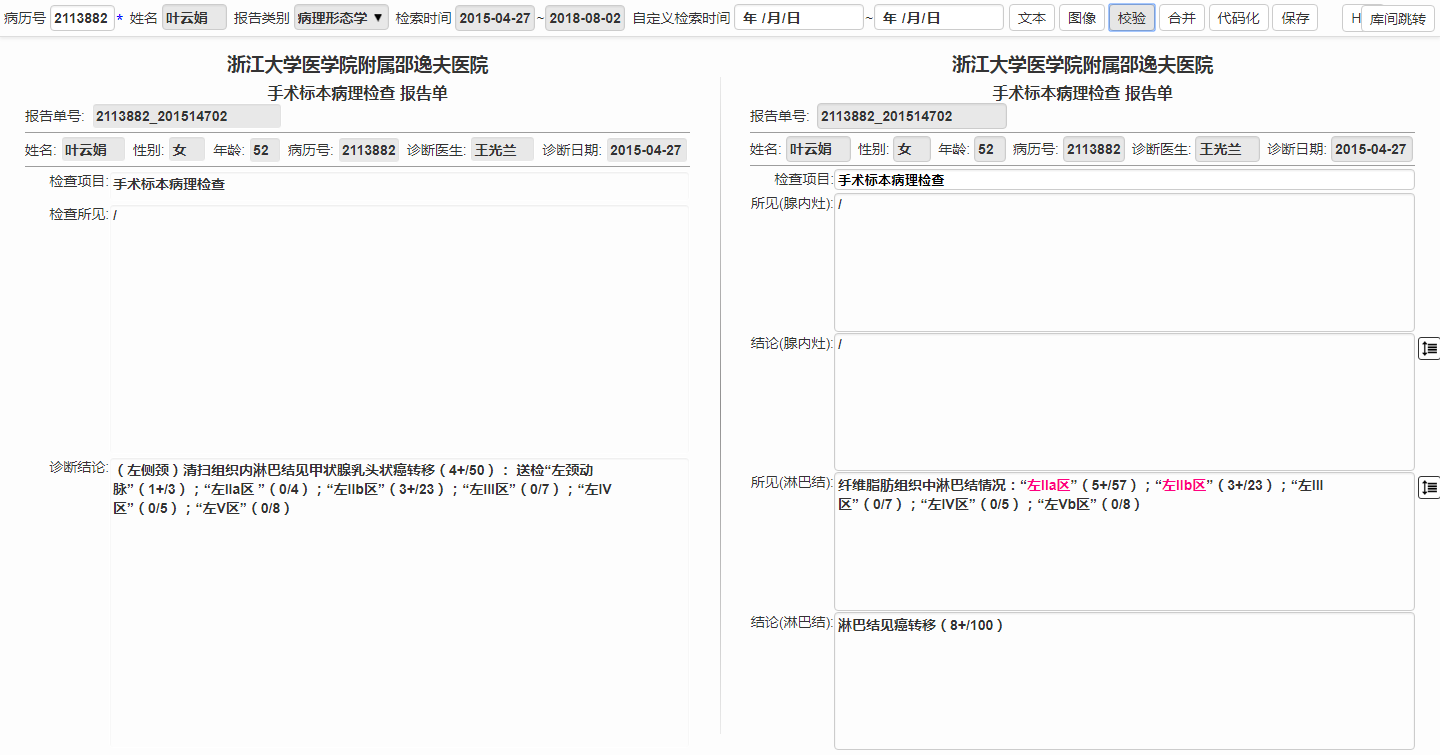 病历号 2113882 * 姓名 叶云娟 报告类别 病理形态学 ▼ 检索时间 2015-04-27 ~ 2018-08-02 自定义检索时间 年 /月/日 ~ 年 /月/日 文本 图像 校验 合并 代码化 保存 H 库间跳转
浙江大学医学院附属邵逸夫医院
手术标本病理检查 报告单
报告单号: 2113882_201514702
姓名: 叶云娟 性别: 女 年龄: 52 病历号: 2113882 诊断医生: 王光兰 诊断日期: 2015-04-27
检查项目: 手术标本病理检查
检查所见: /
诊断结论: （左侧颈）清扫组织内淋巴结见甲状腺乳头状癌转移（4+/50）： 送检“左颈动
脉”（1+/3）；“左IIa区 ”（0/4）；“左IIb区”（3+/23）；“左III区”（0/7）；“左IV
区”（0/5）；“左V区”（0/8）
浙江大学医学院附属邵逸夫医院
手术标本病理检查 报告单
报告单号: 2113882_201514702
姓名: 叶云娟 性别: 女 年龄: 52 病历号: 2113882 诊断医生: 王光兰 诊断日期: 2015-04-27
检查项目: 手术标本病理检查
所见(腺内灶): /
结论(腺内灶): /
所见(淋巴结): 纤维脂肪组织中淋巴结情况：“左IIa区”（5+/57）；“左IIb区”（3+/23）；“左III
区”（0/7）；“左IV区”（0/5）；“左Vb区”（0/8）
结论(淋巴结): 淋巴结见癌转移（8+/100）